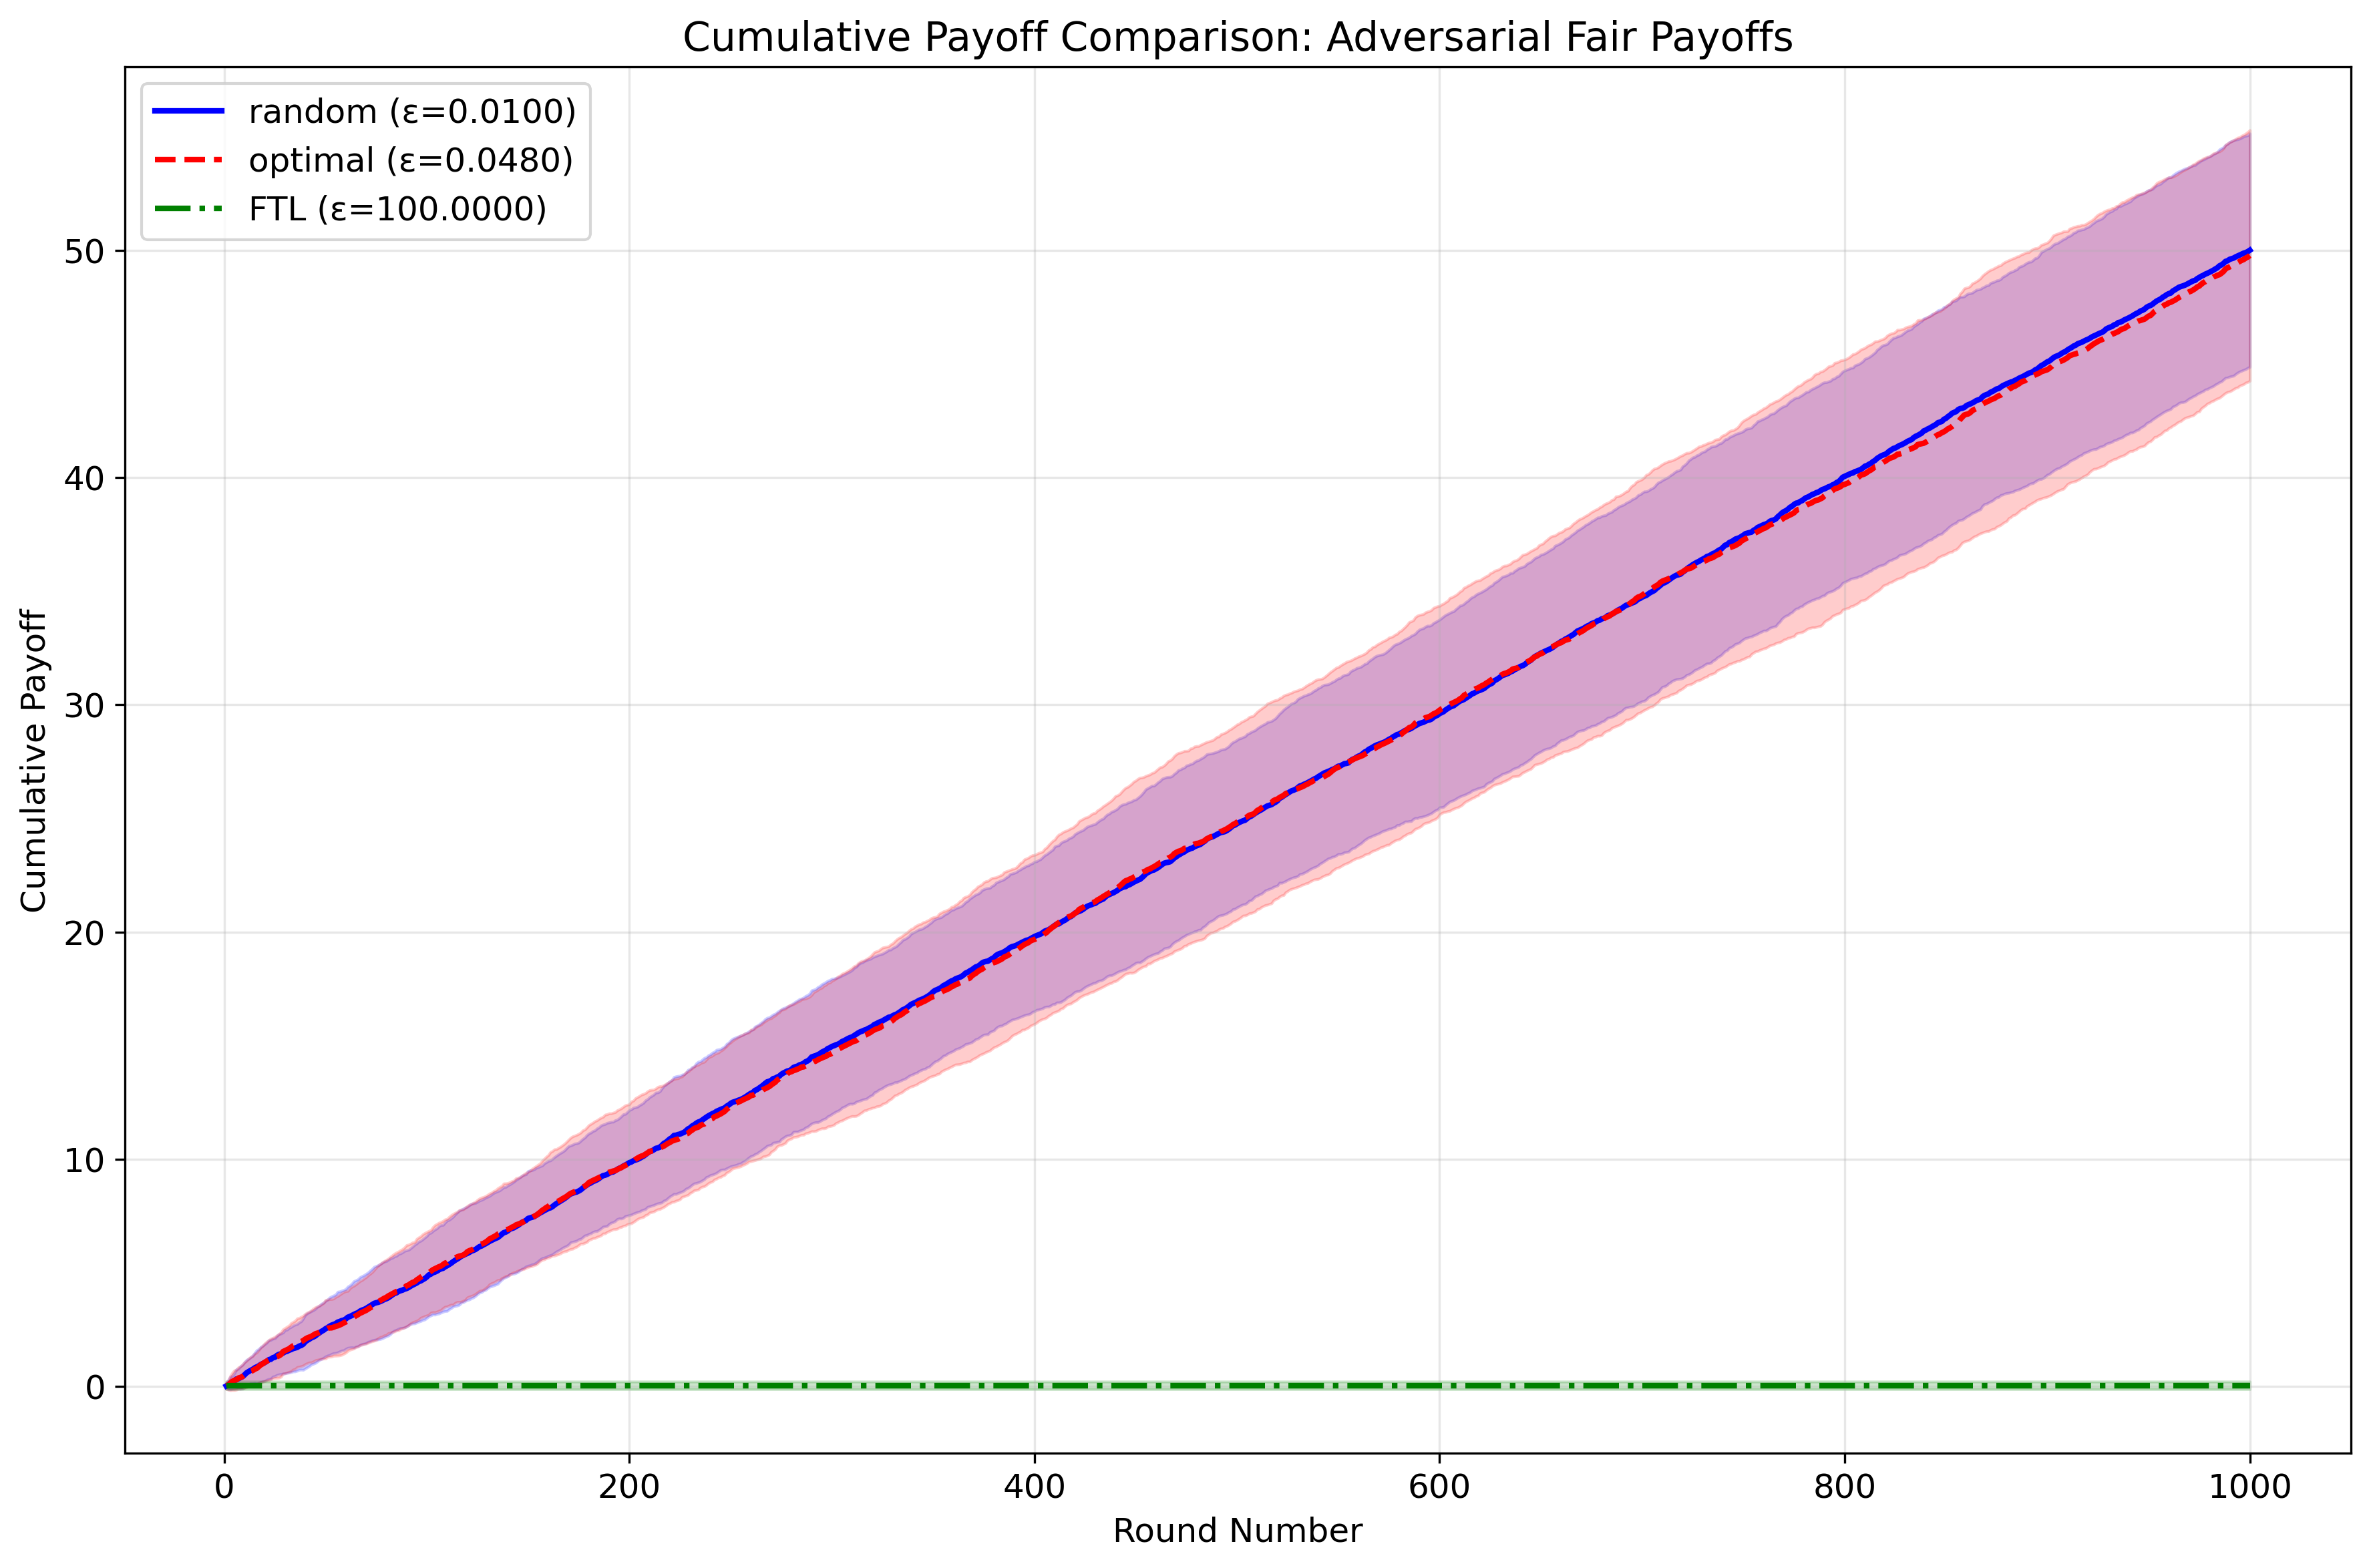 Cumulative Payoff Comparison: Adversarial Fair Payoffs
random (ε=0.0100)
optimal (ε=0.0480)
FTL (ε=100.0000)
Cumulative Payoff
50
40
30
20
10
0
0 200 400 600 800 1000
Round Number